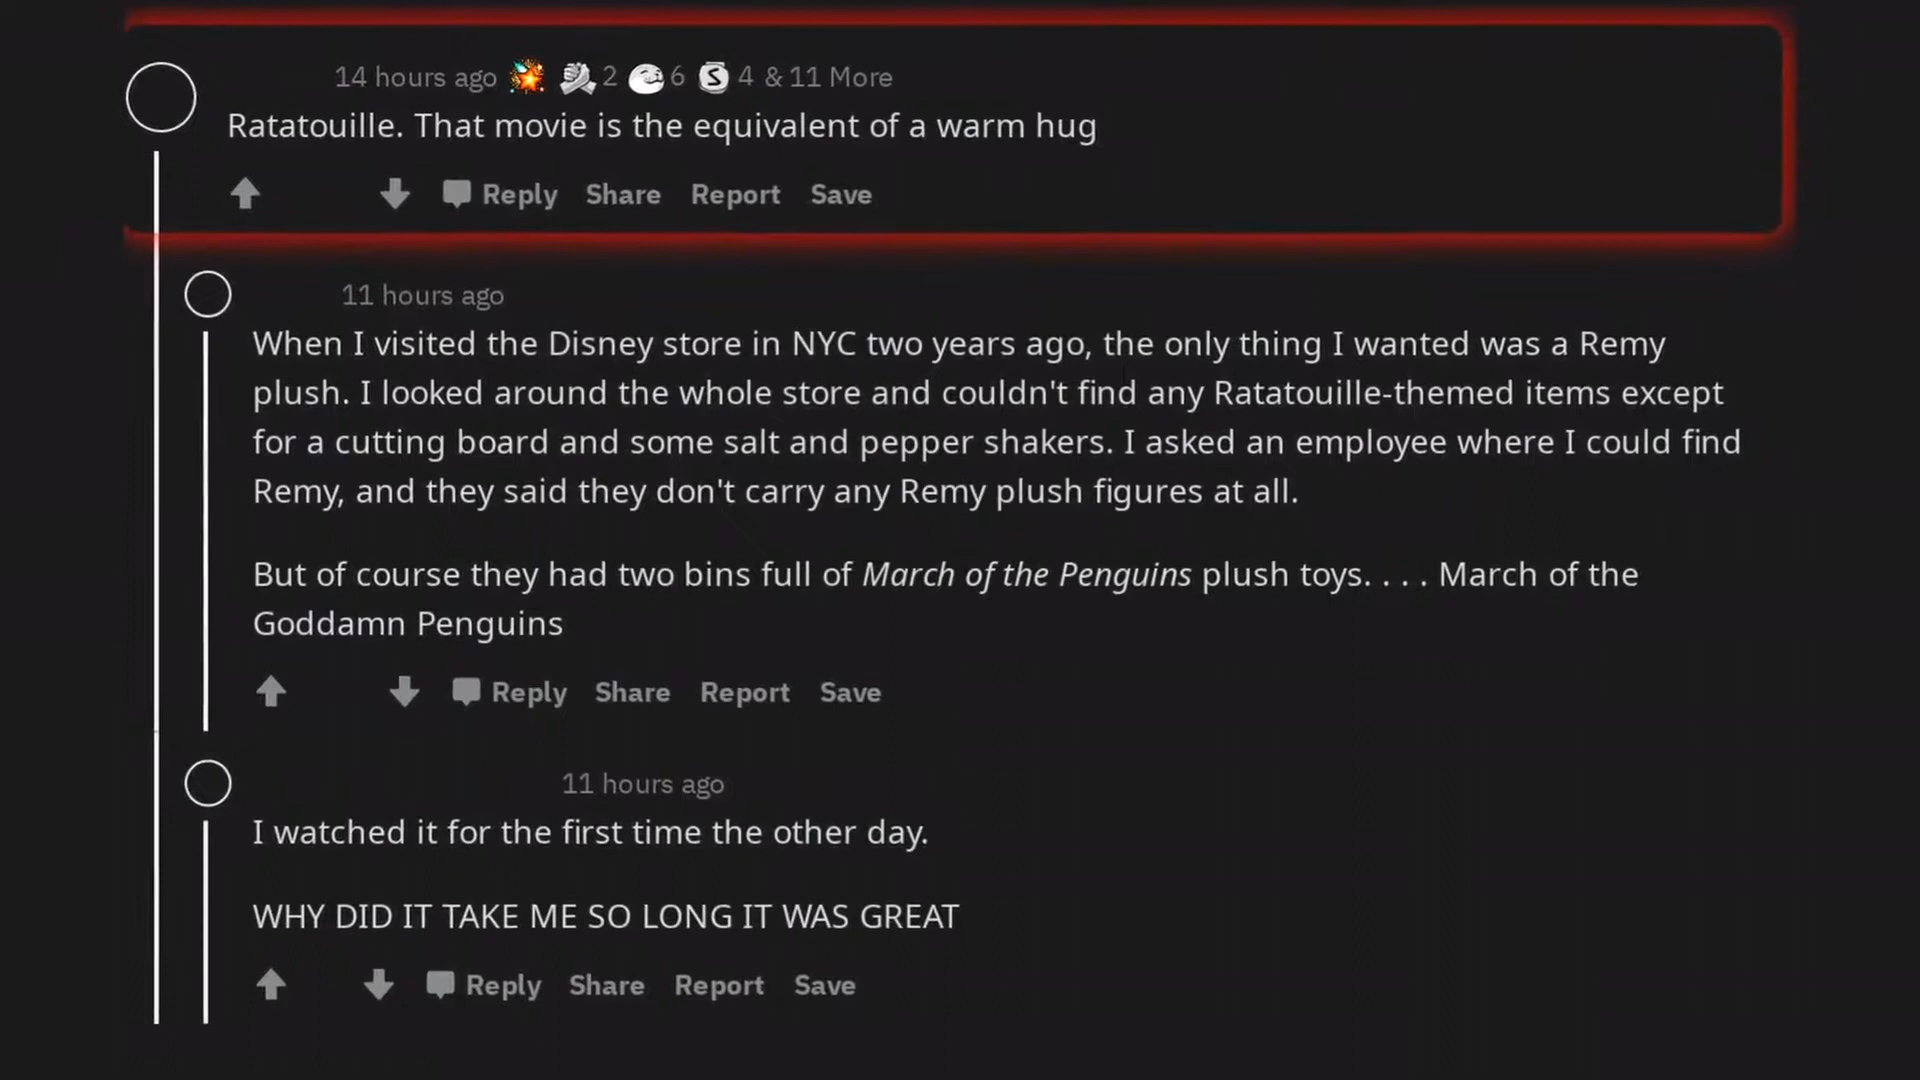 14 hours ago 2 6 S 4 & 11 More
Ratatouille. That movie is the equivalent of a warm hug
Reply Share Report Save
11 hours ago
When I visited the Disney store in NYC two years ago, the only thing I wanted was a Remy
plush. I looked around the whole store and couldn't find any Ratatouille-themed items except
for a cutting board and some salt and pepper shakers. I asked an employee where I could find
Remy, and they said they don't carry any Remy plush figures at all.
But of course they had two bins full of March of the Penguins plush toys. . . . March of the
Goddamn Penguins
Reply Share Report Save
11 hours ago
I watched it for the first time the other day.
WHY DID IT TAKE ME SO LONG IT WAS GREAT
Reply Share Report Save